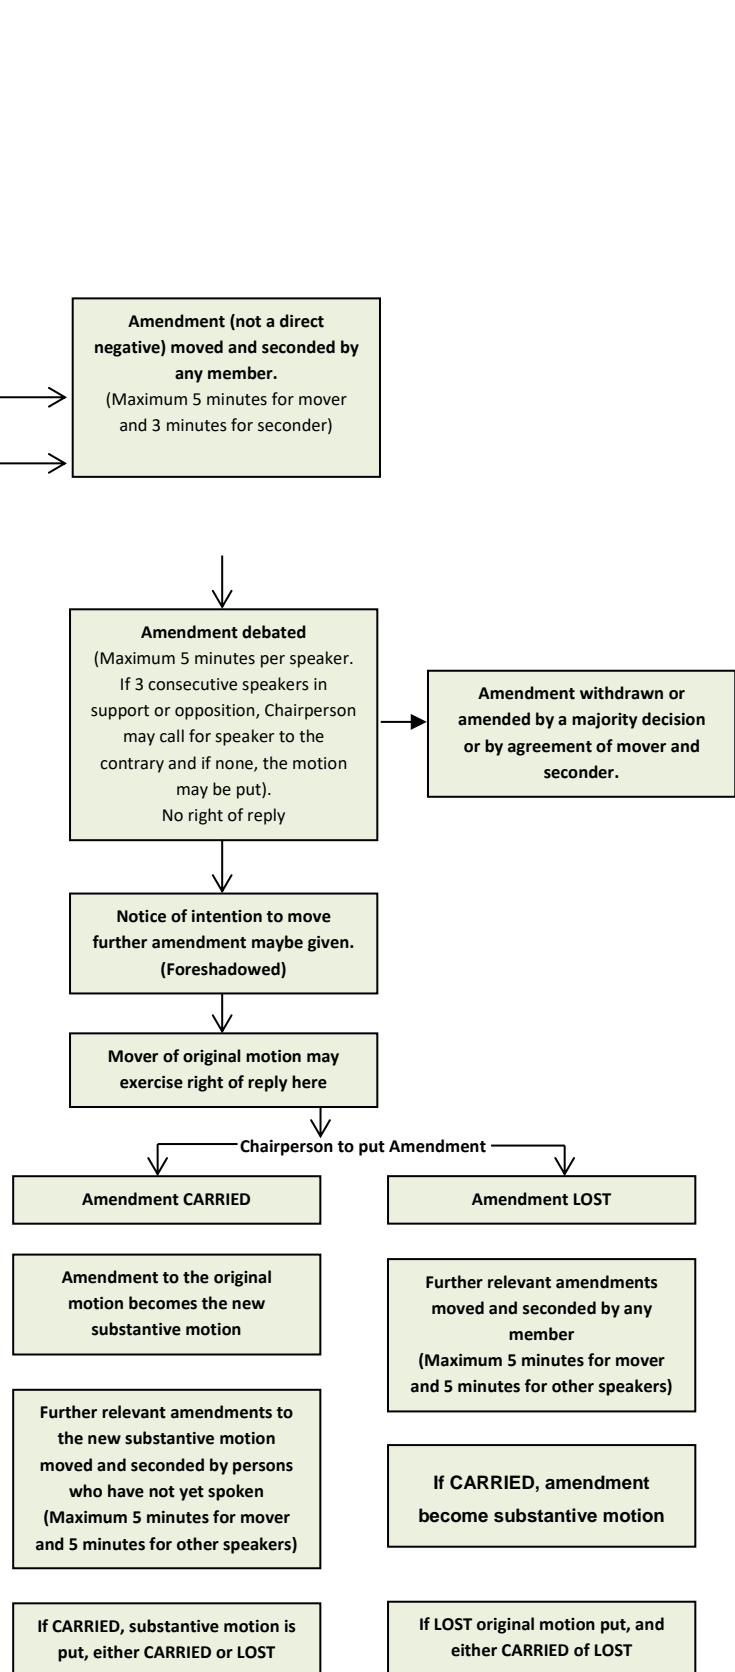 Amendment (not a direct
negative) moved and seconded by
any member.
(Maximum 5 minutes for mover
and 3 minutes for seconder)
Amendment debated
(Maximum 5 minutes per speaker.
If 3 consecutive speakers in
support or opposition, Chairperson
may call for speaker to the
contrary and if none, the motion
may be put).
No right of reply
Amendment withdrawn or
amended by a majority decision
or by agreement of mover and
seconder.
Notice of intention to move
further amendment maybe given.
(Foreshadowed)
Mover of original motion may
exercise right of reply here
Chairperson to put Amendment
Amendment CARRIED
Amendment to the original
motion becomes the new
substantive motion
Further relevant amendments to
the new substantive motion
moved and seconded by persons
who have not yet spoken
(Maximum 5 minutes for mover
and 5 minutes for other speakers)
If CARRIED, substantive motion is
put, either CARRIED or LOST
Amendment LOST
Further relevant amendments
moved and seconded by any
member
(Maximum 5 minutes for mover
and 5 minutes for other speakers)
If CARRIED, amendment
become substantive motion
If LOST original motion put, and
either CARRIED of LOST